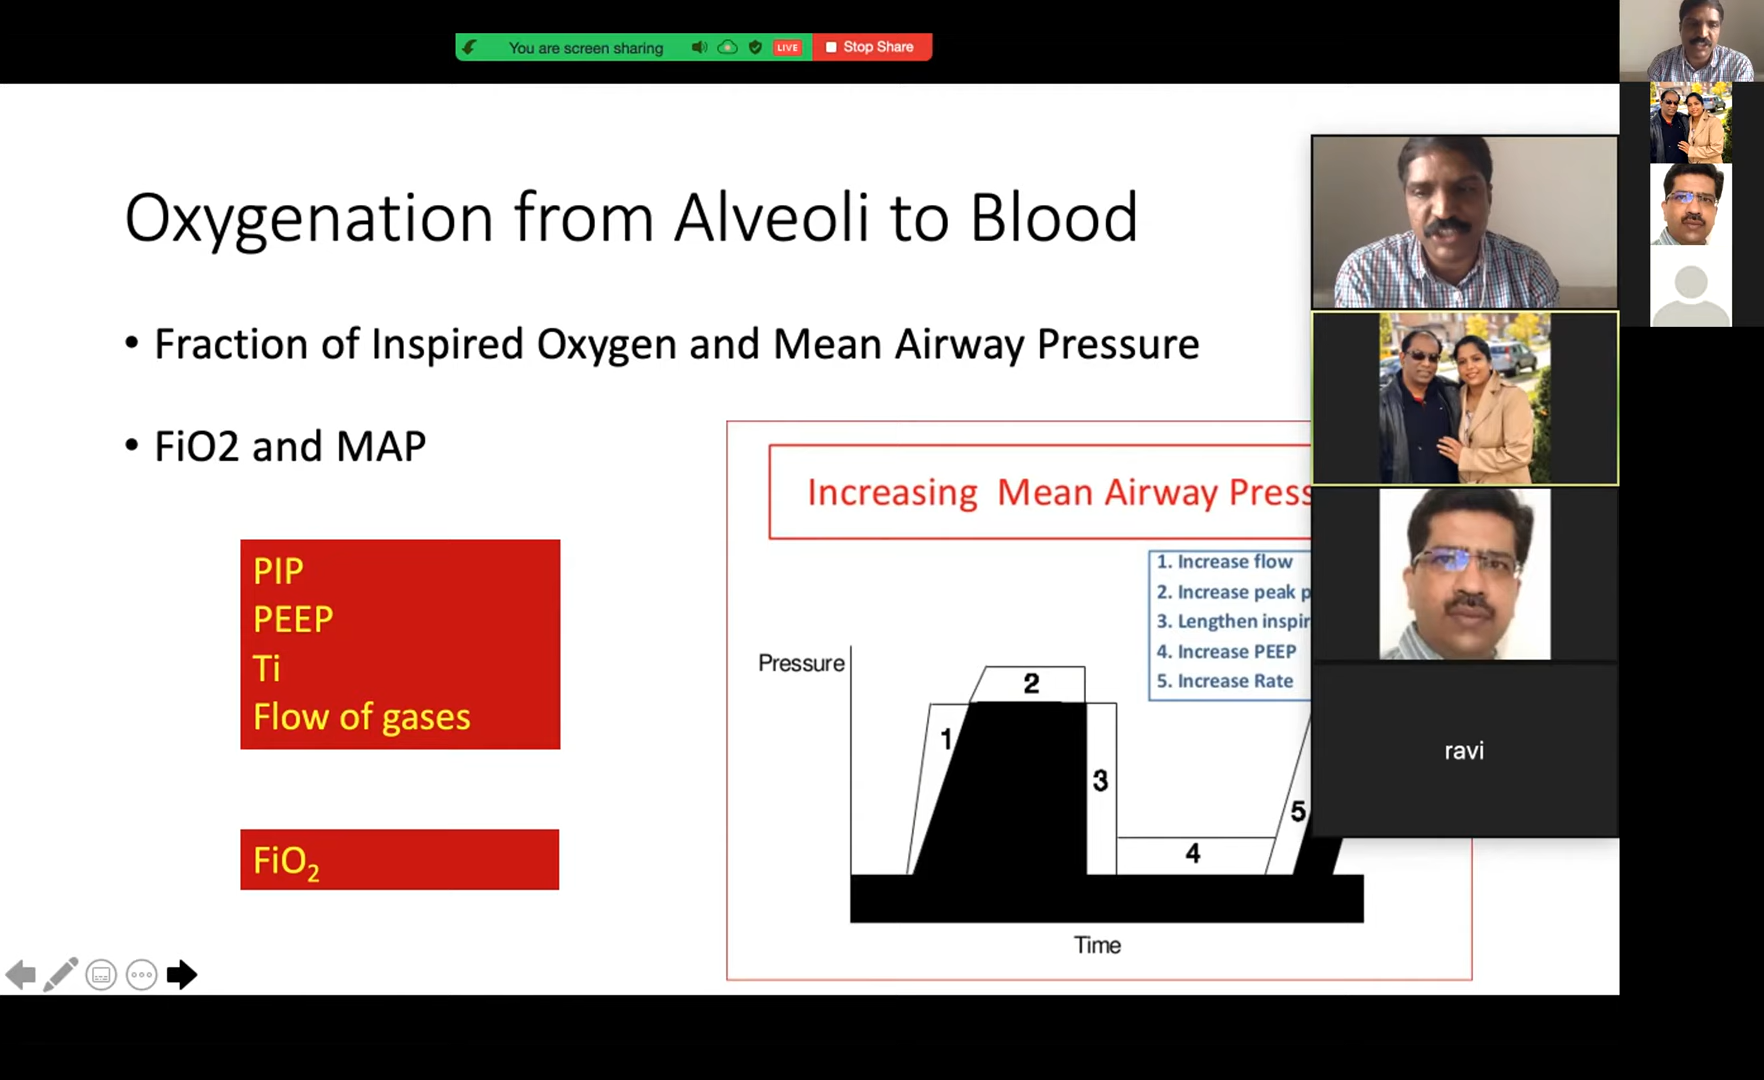 You are screen sharing
LIVE
Stop Share
Oxygenation from Alveoli to Blood
• Fraction of Inspired Oxygen and Mean Airway Pressure
• FiO2 and MAP
PIP
PEEP
Ti
Flow of gases
FiO₂
Increasing Mean Airway Press
1. Increase flow
2. Increase peak p
3. Lengthen inspir
4. Increase PEEP
5. Increase Rate
Pressure
2
1
3
5
4
Time
ravi